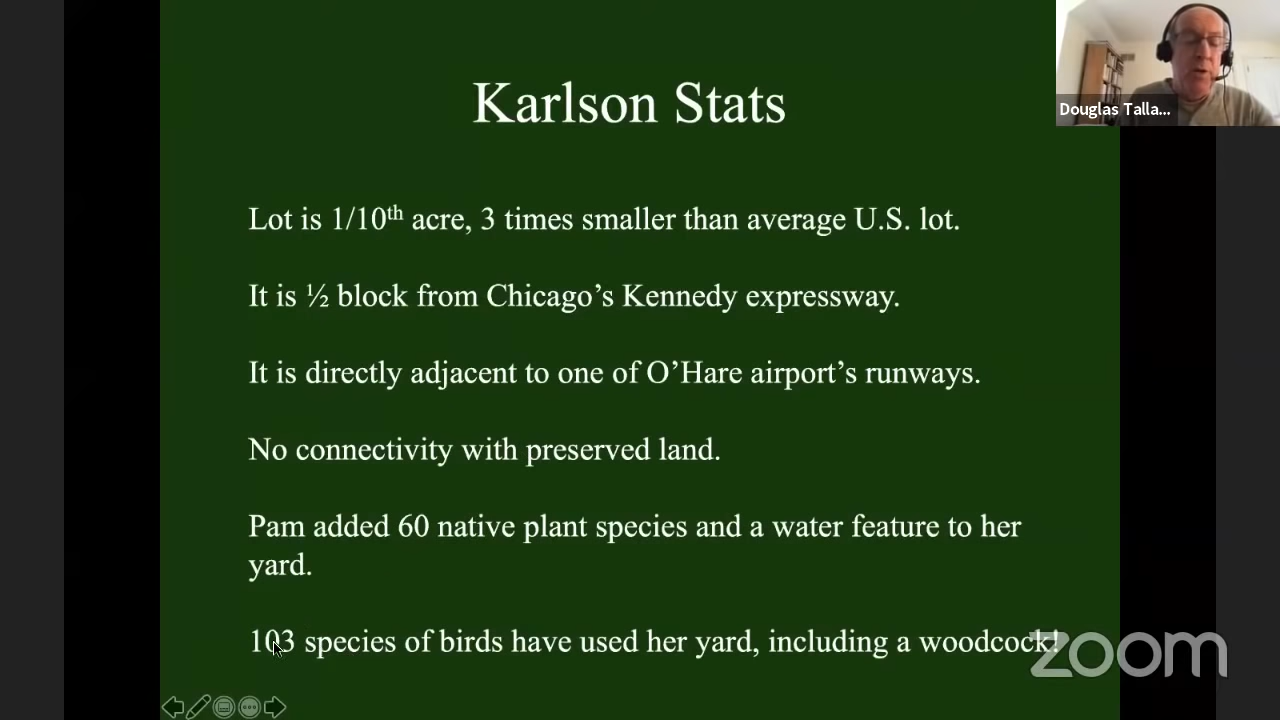 Karlson Stats
Douglas Talla...
Lot is 1/10th acre, 3 times smaller than average U.S. lot.
It is ½ block from Chicago’s Kennedy expressway.
It is directly adjacent to one of O’Hare airport’s runways.
No connectivity with preserved land.
Pam added 60 native plant species and a water feature to her
yard.
103 species of birds have used her yard, including a woodcock!
zoom